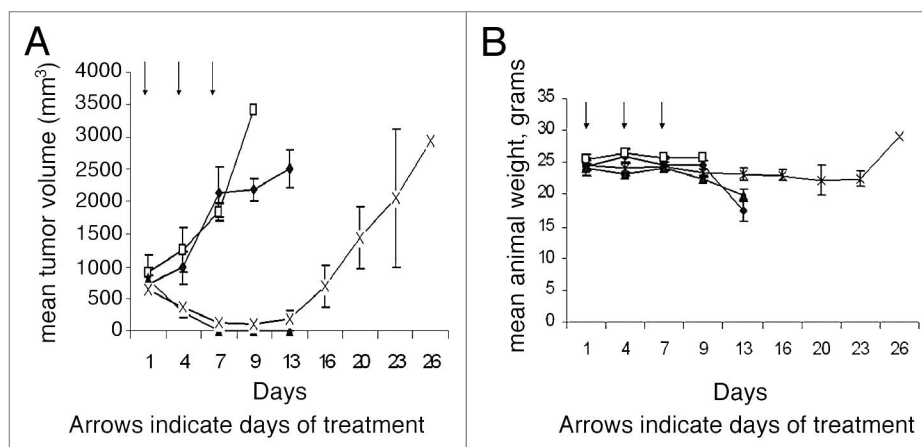 A
mean tumor volume (mm³)
4000
3500
3000
2500
2000
1500
1000
500
0
1 4 7 9 13 16 20 23 26
Days
Arrows indicate days of treatment
B
mean animal weight, grams
35
30
25
20
15
10
5
0
1 4 7 9 13 16 20 23 26
Days
Arrows indicate days of treatment